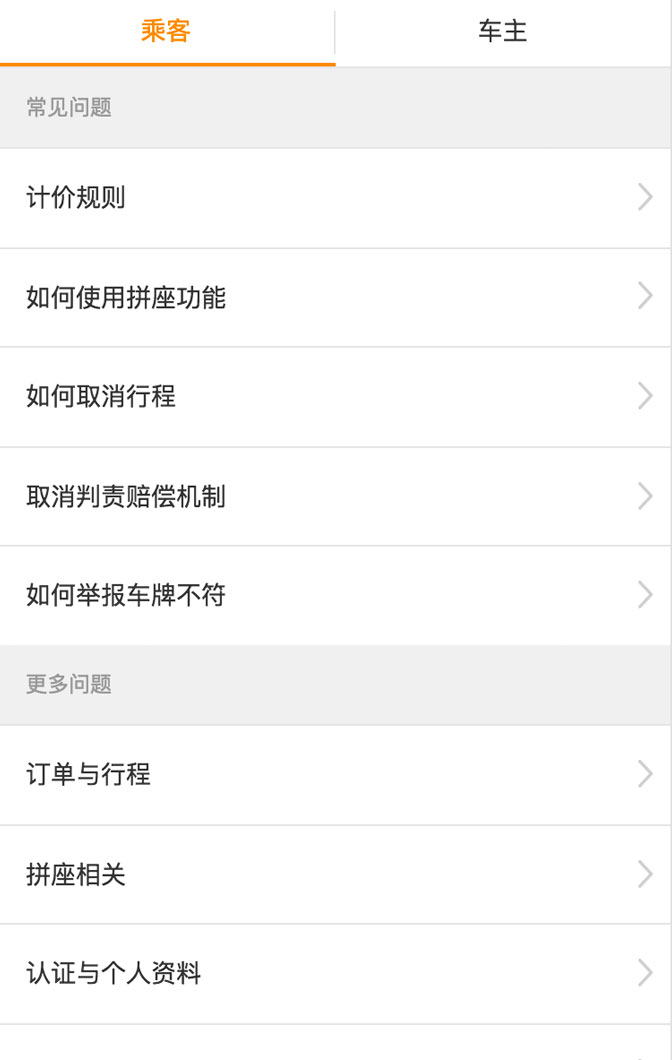 乘客
车主
常见问题
计价规则
如何使用拼座功能
如何取消行程
取消判责赔偿机制
如何举报车牌不符
更多问题
订单与行程
拼座相关
认证与个人资料